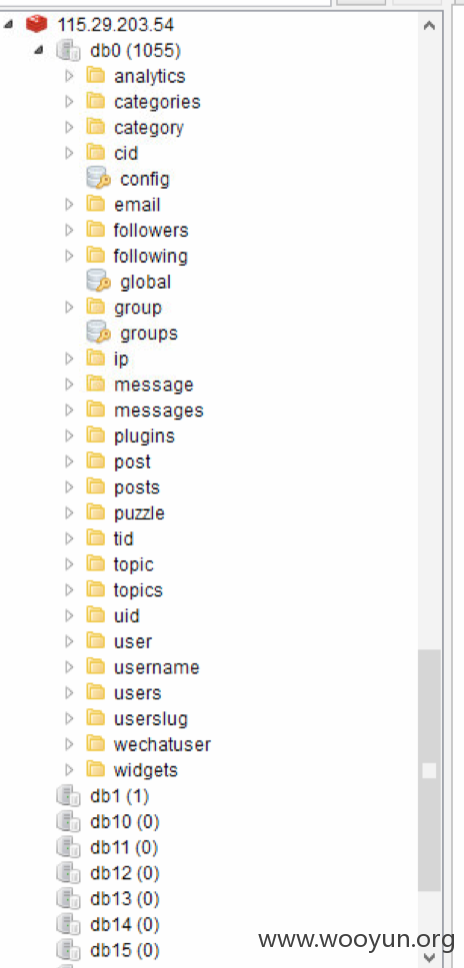 115.29.203.54
db0 (1055)
analytics
categories
category
cid
config
email
followers
following
global
group
groups
ip
message
messages
plugins
post
posts
puzzle
tid
topic
topics
uid
user
username
users
userslug
wechatuser
widgets
db1 (1)
db10 (0)
db11 (0)
db12 (0)
db13 (0)
db14 (0)
db15 (0)
www.wooyun.org